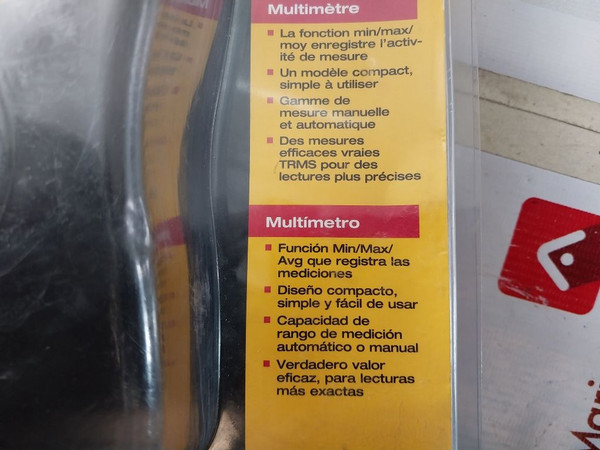 Multimètre
La fonction min/max/
moy enregistre l'activ-
ité de mesure
Un modèle compact,
simple à utiliser
Gamme de
mesure manuelle
et automatique
Des mesures
efficaces vraies
TRMS pour des
lectures plus précises
Multímetro
Función Min/Max/
Avg que registra las
mediciones
Diseño compacto,
simple y fácil de usar
Capacidad de
rango de medición
automático o manual
Verdadero valor
eficaz, para lecturas
más exactas